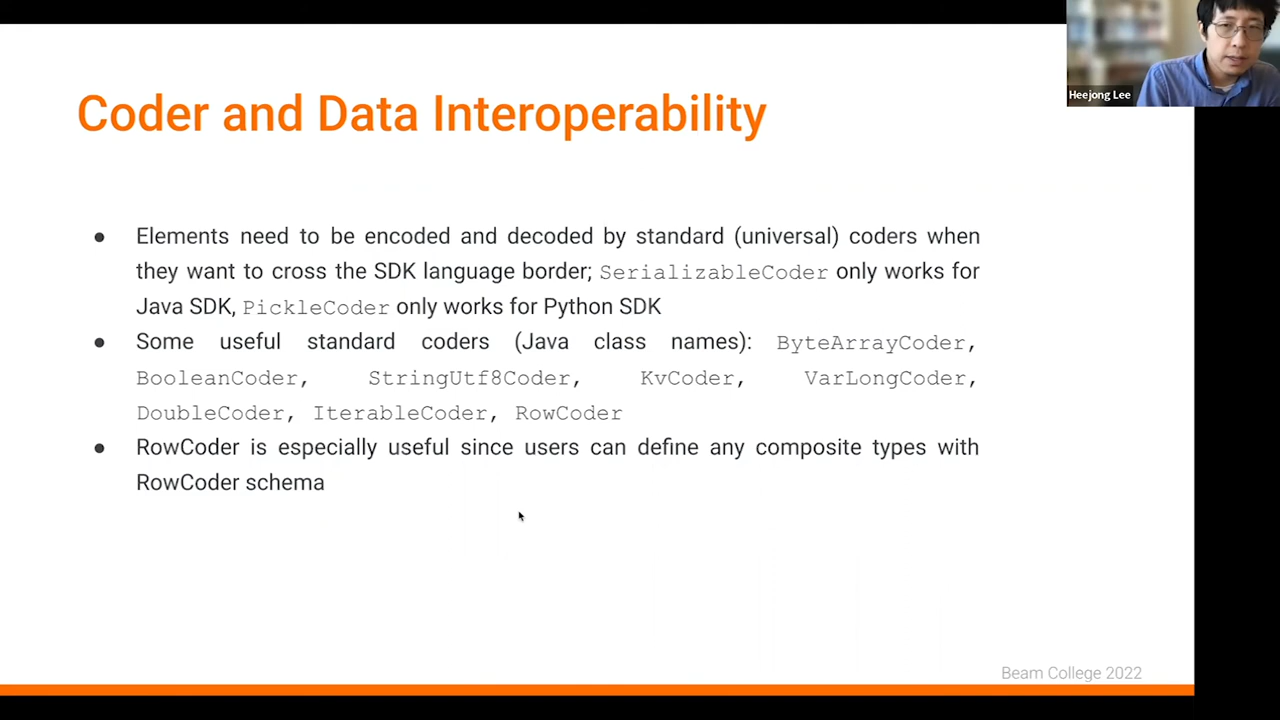 Heejong Lee
Coder and Data Interoperability
● Elements need to be encoded and decoded by standard (universal) coders when
they want to cross the SDK language border; SerializableCoder only works for
Java SDK, PickleCoder only works for Python SDK
● Some useful standard coders (Java class names): ByteArrayCoder,
BooleanCoder, StringUtf8Coder, KvCoder, VarLongCoder,
DoubleCoder, IterableCoder, RowCoder
● RowCoder is especially useful since users can define any composite types with
RowCoder schema
Beam College 2022